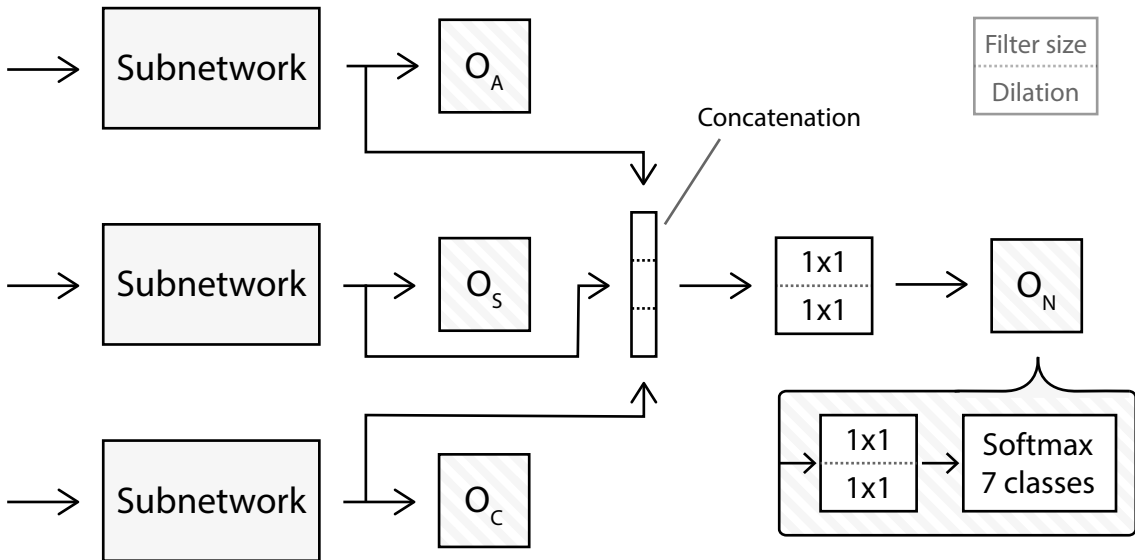 Subnetwork
O_A
Filter size
Dilation
Concatenation
Subnetwork
O_S
1x1
1x1
O_N
Subnetwork
O_C
1x1
1x1
Softmax
7 classes